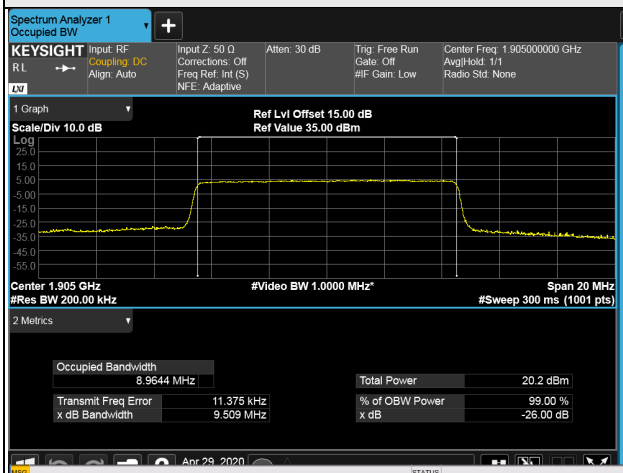 Spectrum Analyzer 1
Occupied BW
+
KEYSIGHT Input: RF Input Z: 50 Ω Atten: 30 dB Trig: Free Run Center Freq: 1.905000000 GHz
RL Coupling: DC Corrections: Off Gate: Off Avg|Hold: 1/1
Align: Auto Freq Ref: Int (S) #IF Gain: Low Radio Std: None
LXI NFE: Adaptive
1 Graph Ref Lvl Offset 15.00 dB
Scale/Div 10.0 dB Ref Value 35.00 dBm
Log
25.0
15.0
5.00
-5.00
-15.0
-25.0
-35.0
-45.0
-55.0
Center 1.905 GHz #Video BW 1.0000 MHz* Span 20 MHz
#Res BW 200.00 kHz #Sweep 300 ms (1001 pts)
2 Metrics
Occupied Bandwidth
8.9644 MHz Total Power 20.2 dBm
Transmit Freq Error 11.375 kHz % of OBW Power 99.00 %
x dB Bandwidth 9.509 MHz x dB -26.00 dB
Apr 29, 2020
MSG STATUS